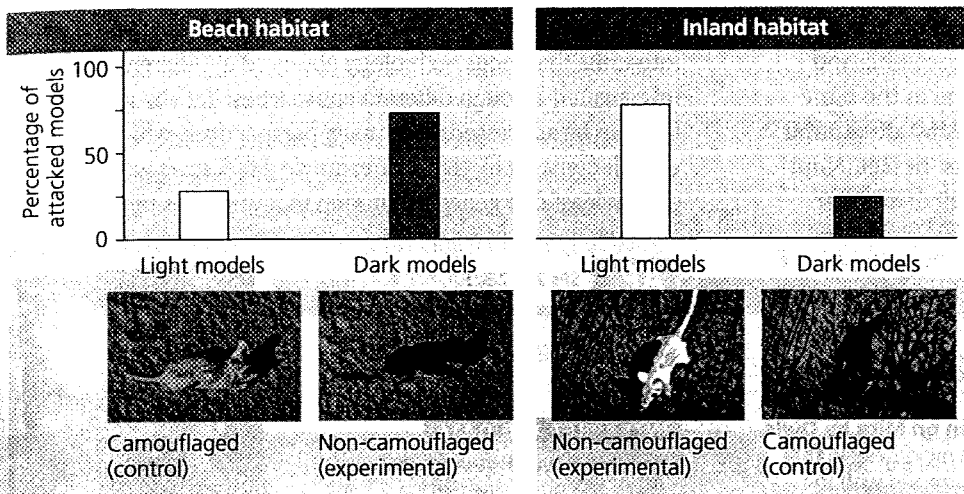 Beach habitat
Inland habitat
Percentage of
attacked models
100
50
0
Light models
Dark models
Light models
Dark models
Camouflaged
(control)
Non-camouflaged
(experimental)
Non-camouflaged
(experimental)
Camouflaged
(control)